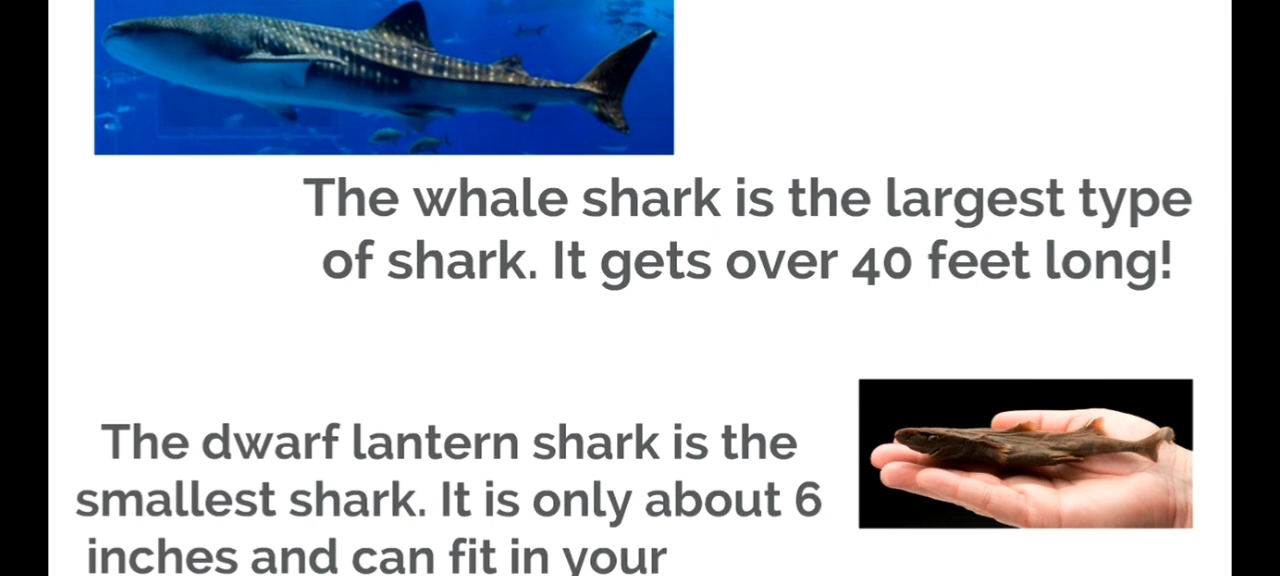 The whale shark is the largest type
of shark. It gets over 40 feet long!
The dwarf lantern shark is the
smallest shark. It is only about 6
inches and can fit in your